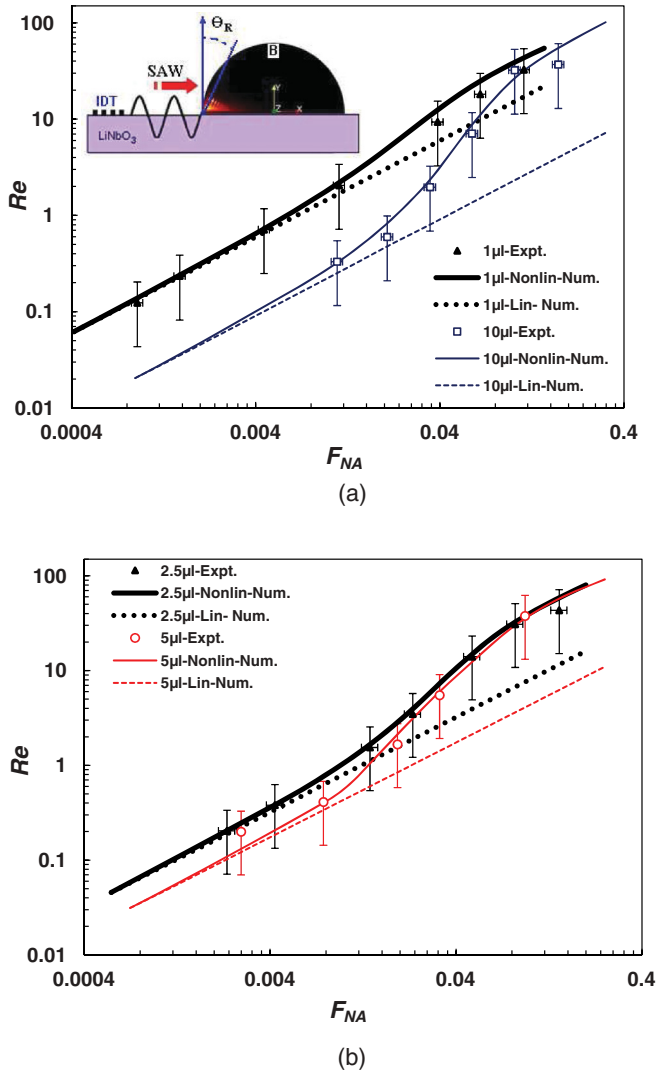 100
10
1
0.1
0.01
Re
Θ_R
B
SAW
IDT
Y
Z
X
LiNbO₃
1µl-Expt.
1µl-Nonlin-Num.
1µl-Lin- Num.
10µl-Expt.
10µl-Nonlin-Num.
10µl-Lin-Num.
0.0004 0.004 0.04 0.4
F_NA
(a)
2.5µl-Expt.
2.5µl-Nonlin-Num.
2.5µl-Lin- Num.
5µl-Expt.
5µl-Nonlin-Num.
5µl-Lin-Num.
100
10
1
0.1
0.01
Re
0.0004 0.004 0.04 0.4
F_NA
(b)